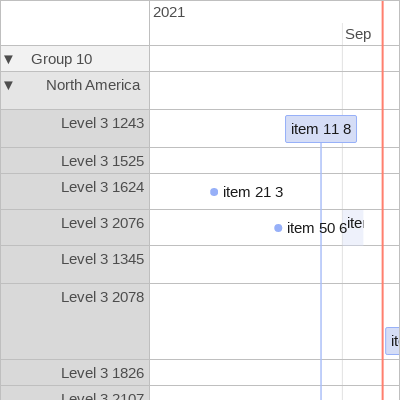 2021
Sep
▼ Group 10
▼ North America
Level 3 1243
item 11 8
Level 3 1525
Level 3 1624
item 21 3
Level 3 2076
item 50 6
Level 3 1345
Level 3 2078
Level 3 1826
Level 3 2107